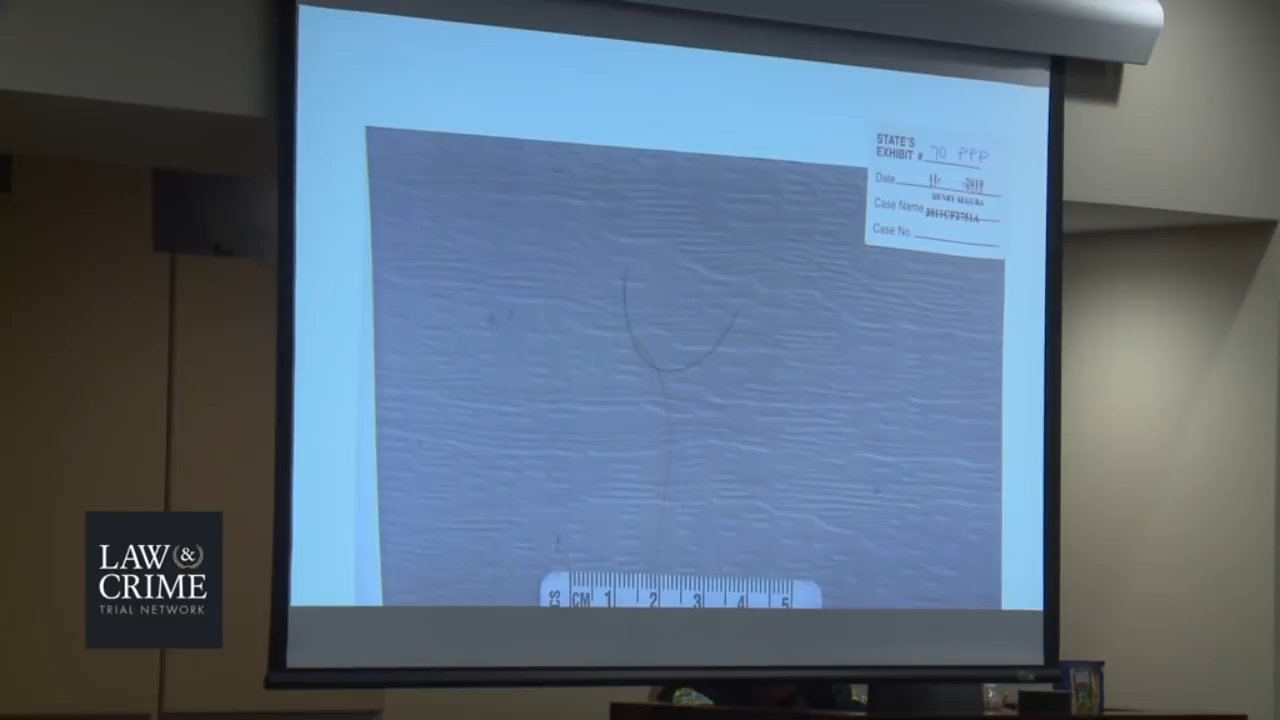 STATE'S
EXHIBIT # 70 PPP
Date
HENRY SEGURA
Case Name 2011CF2751A
Case No.
LAW &
CRIME
TRIAL NETWORK
CM 1 2 3 4 5